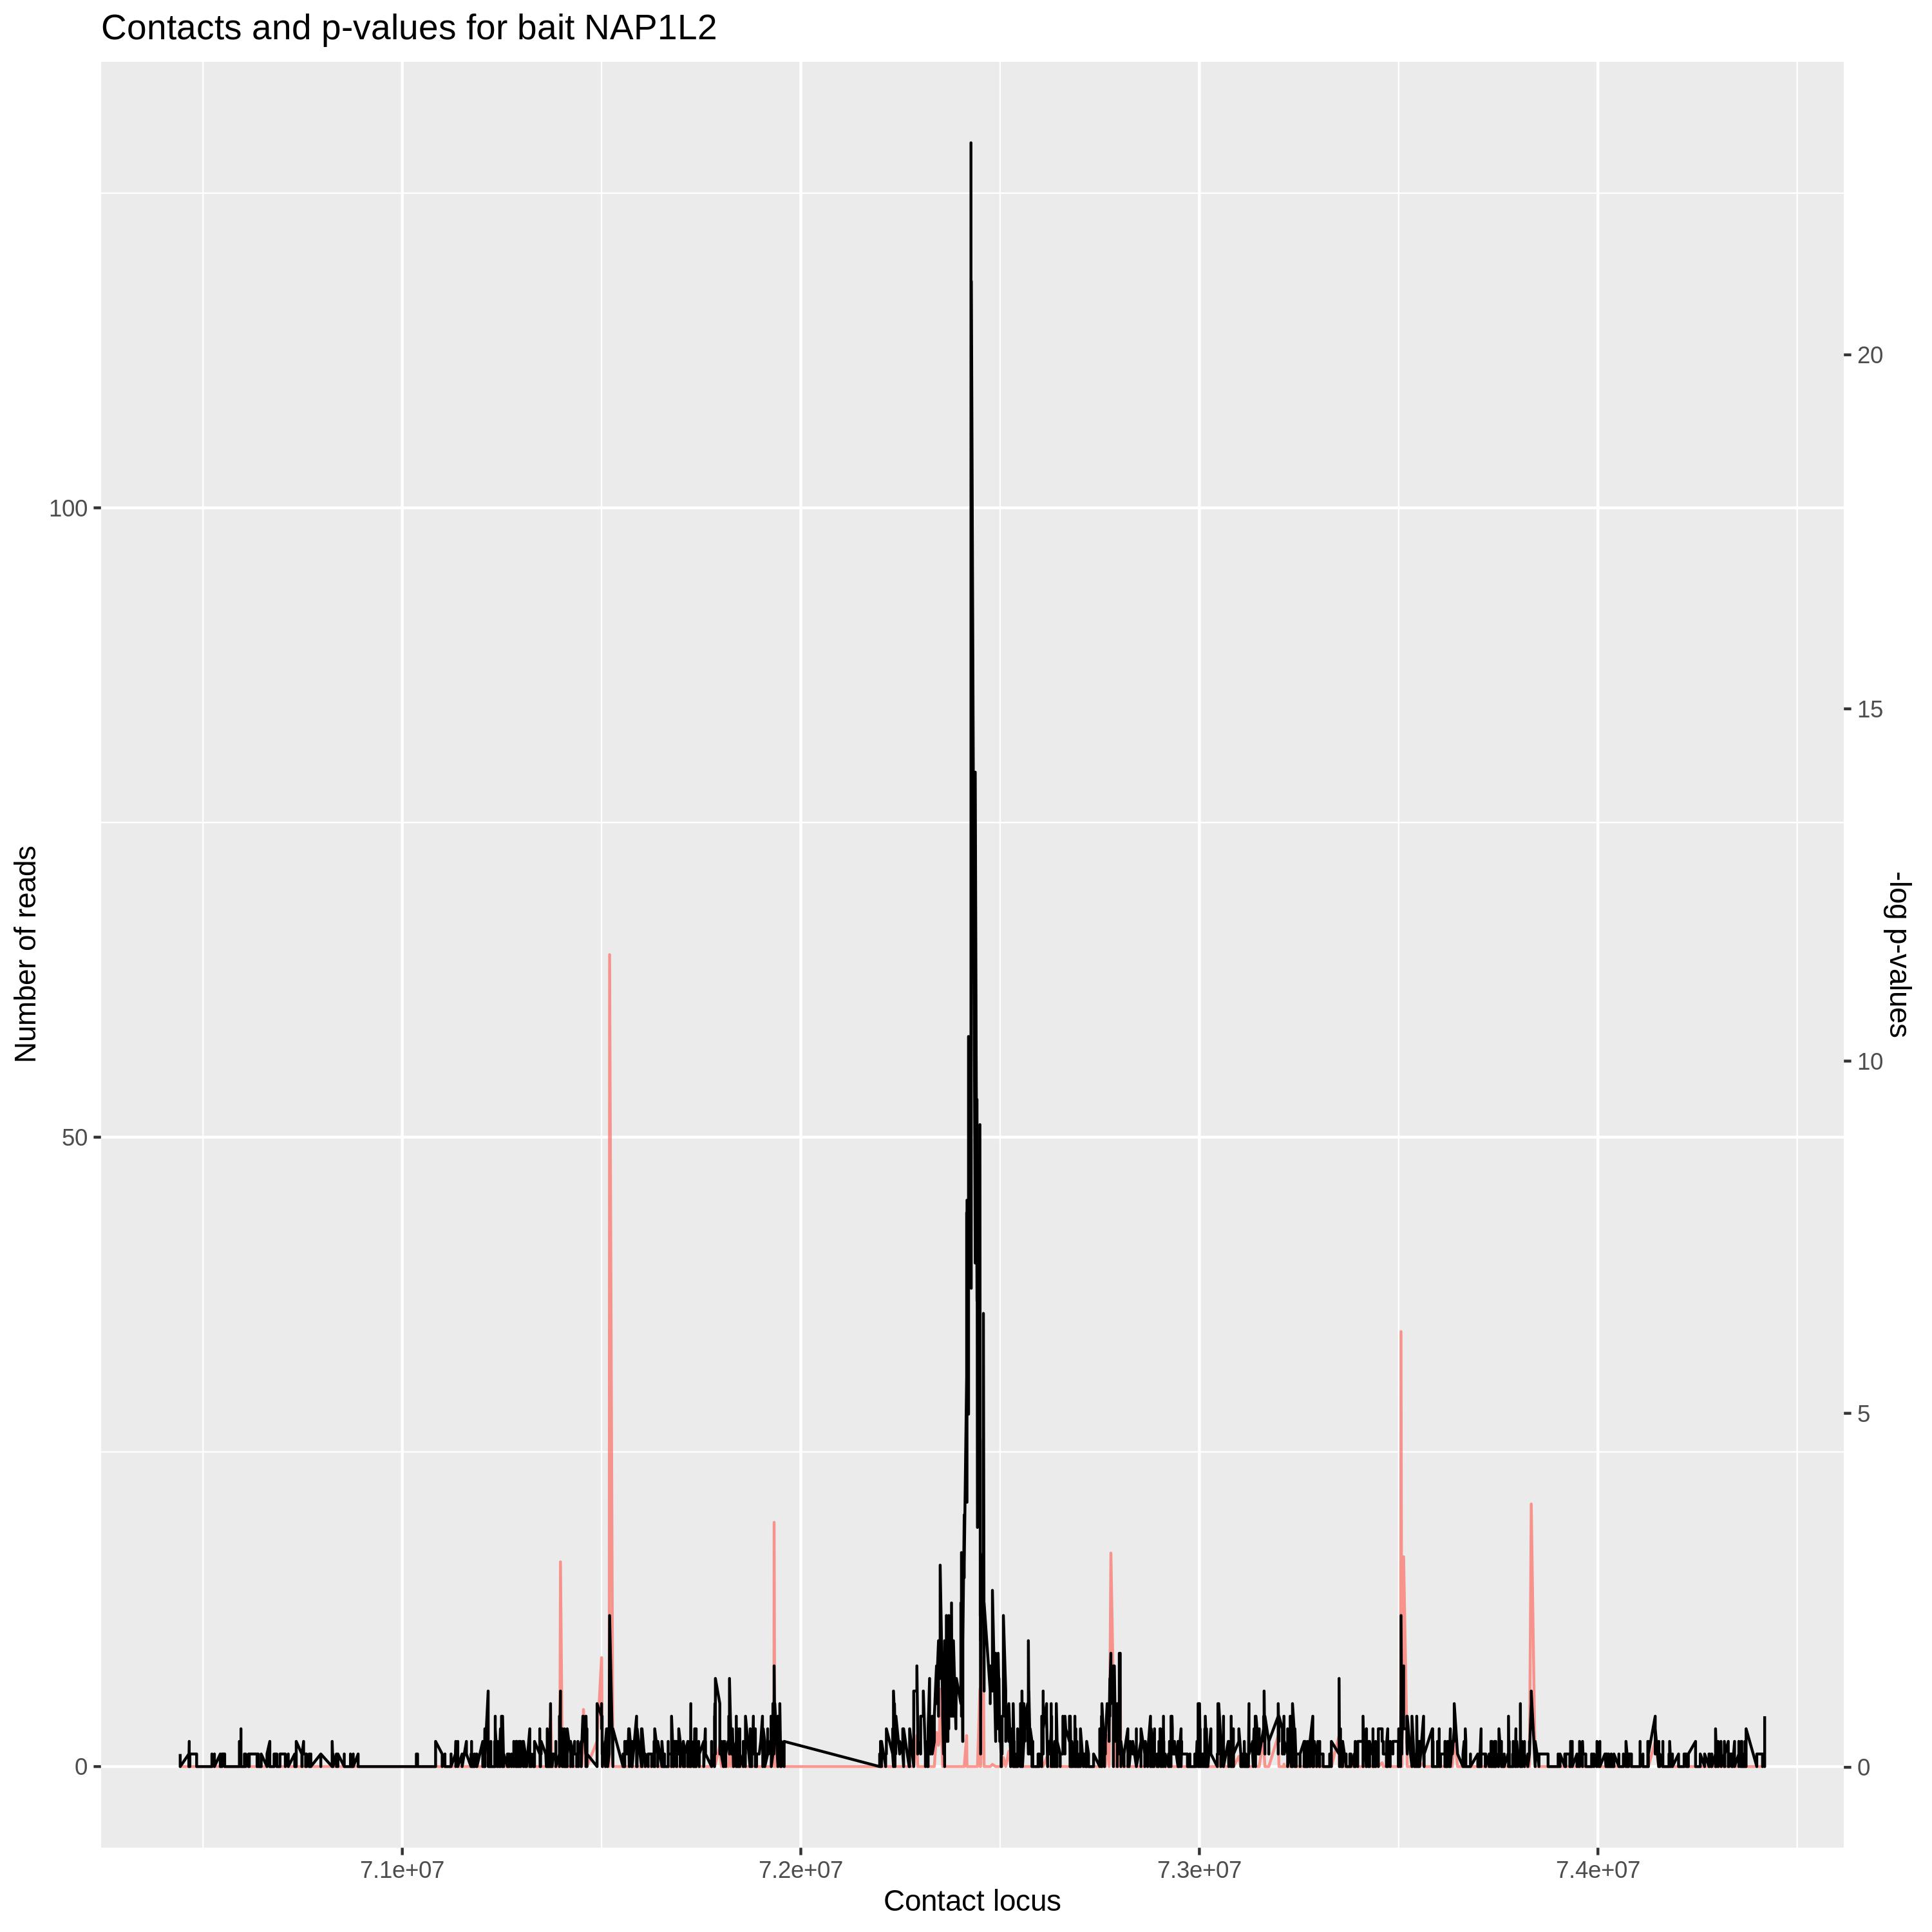 Contacts and p-values for bait NAP1L2
100
50
0
Number of reads
20
15
10
5
0
-log p-values
7.1e+07 7.2e+07 7.3e+07 7.4e+07
Contact locus